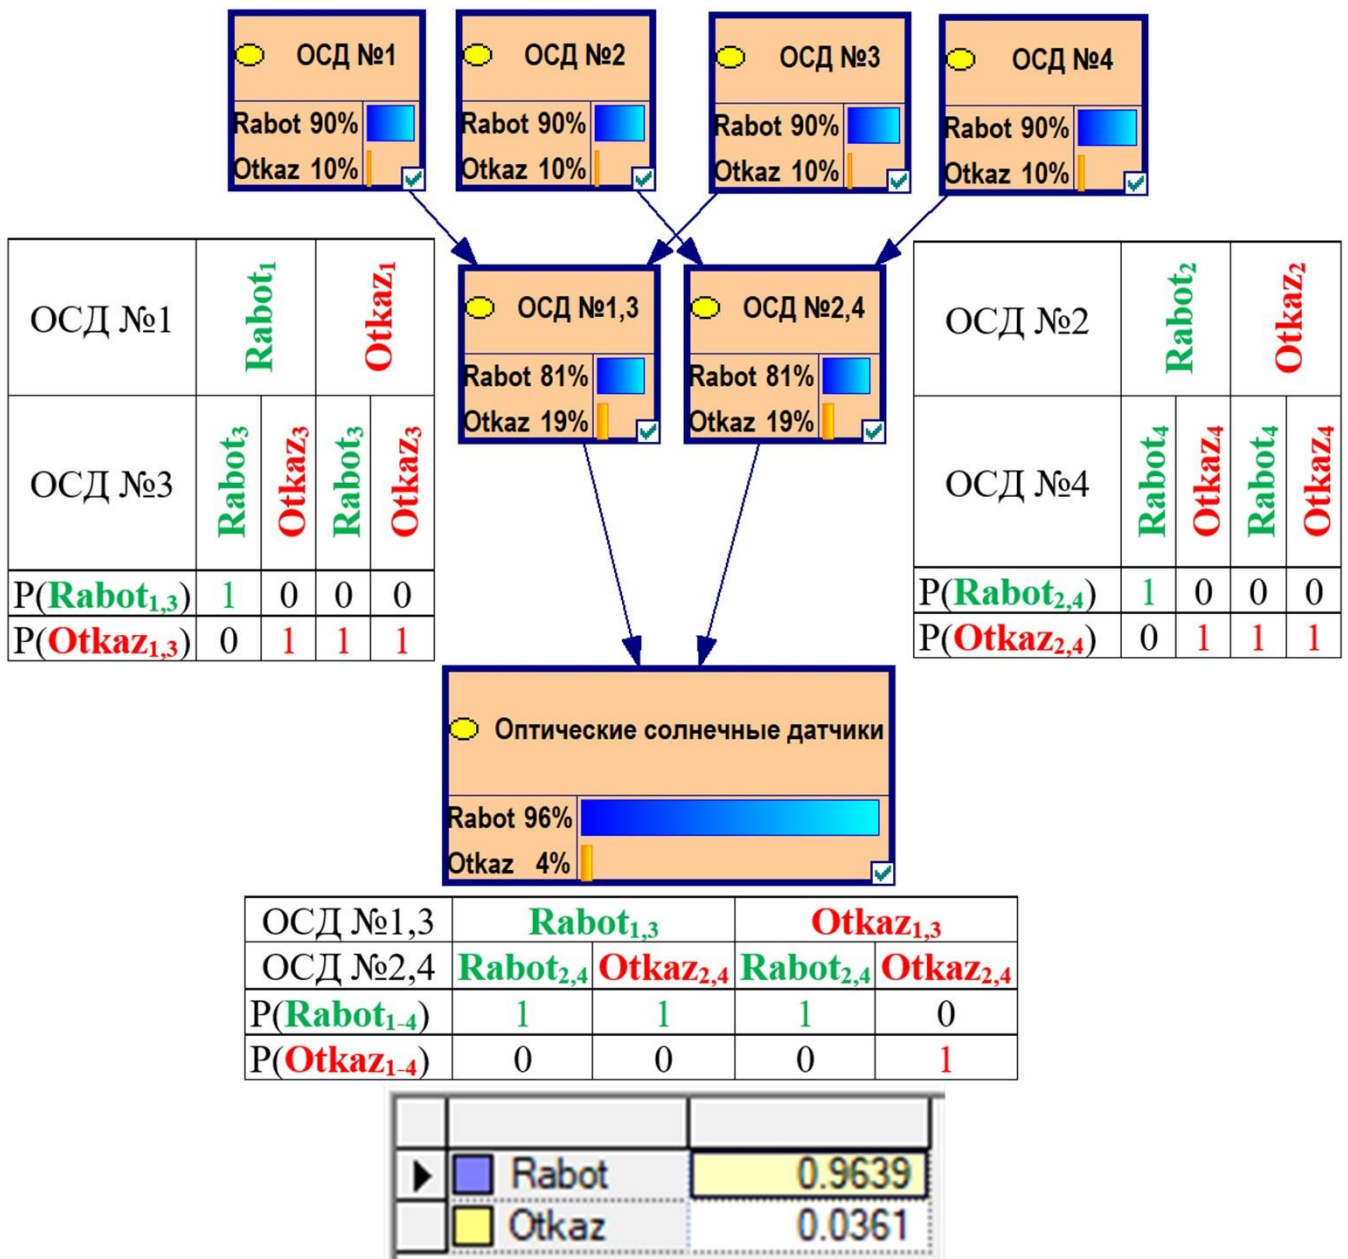 ОСД №1
Rabot 90%
Otkaz 10%
ОСД №2
Rabot 90%
Otkaz 10%
ОСД №3
Rabot 90%
Otkaz 10%
ОСД №4
Rabot 90%
Otkaz 10%
ОСД №1 Rabot₁ Otkaz₁
ОСД №3 Rabot₃ Otkaz₃ Rabot₃ Otkaz₃
P(Rabot₁,₃) 1 0 0 0
P(Otkaz₁,₃) 0 1 1 1
ОСД №1,3
Rabot 81%
Otkaz 19%
ОСД №2,4
Rabot 81%
Otkaz 19%
ОСД №2 Rabot₂ Otkaz₂
ОСД №4 Rabot₄ Otkaz₄ Rabot₄ Otkaz₄
P(Rabot₂,₄) 1 0 0 0
P(Otkaz₂,₄) 0 1 1 1
Оптические солнечные датчики
Rabot 96%
Otkaz 4%
ОСД №1,3 Rabot₁,₃ Otkaz₁,₃
ОСД №2,4 Rabot₂,₄ Otkaz₂,₄ Rabot₂,₄ Otkaz₂,₄
P(Rabot₁₋₄) 1 1 1 0
P(Otkaz₁₋₄) 0 0 0 1
Rabot 0.9639
Otkaz 0.0361